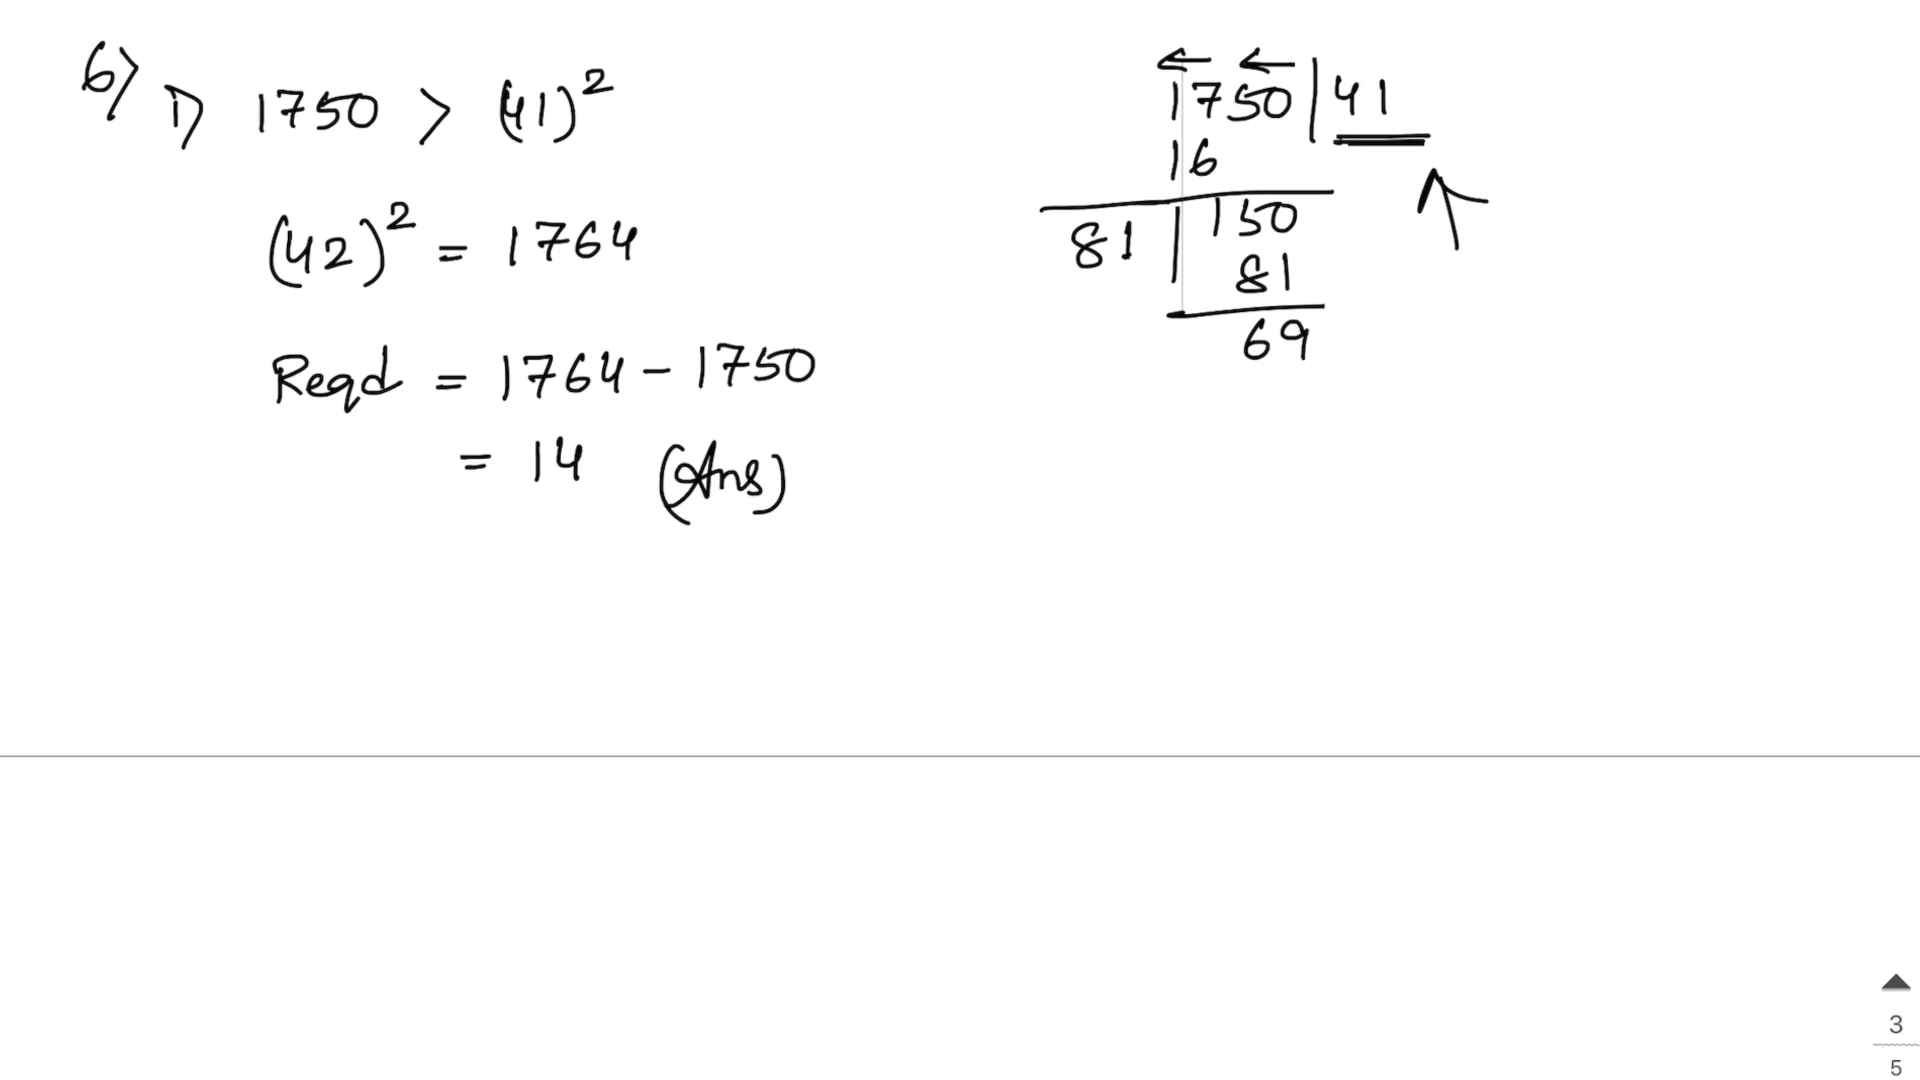 6) 1) 1750 > (41)²
(42)² = 1764
Reqd = 1764 - 1750
= 14 (Ans)
1750 | 41
16
81 | 150
81
69
3
5